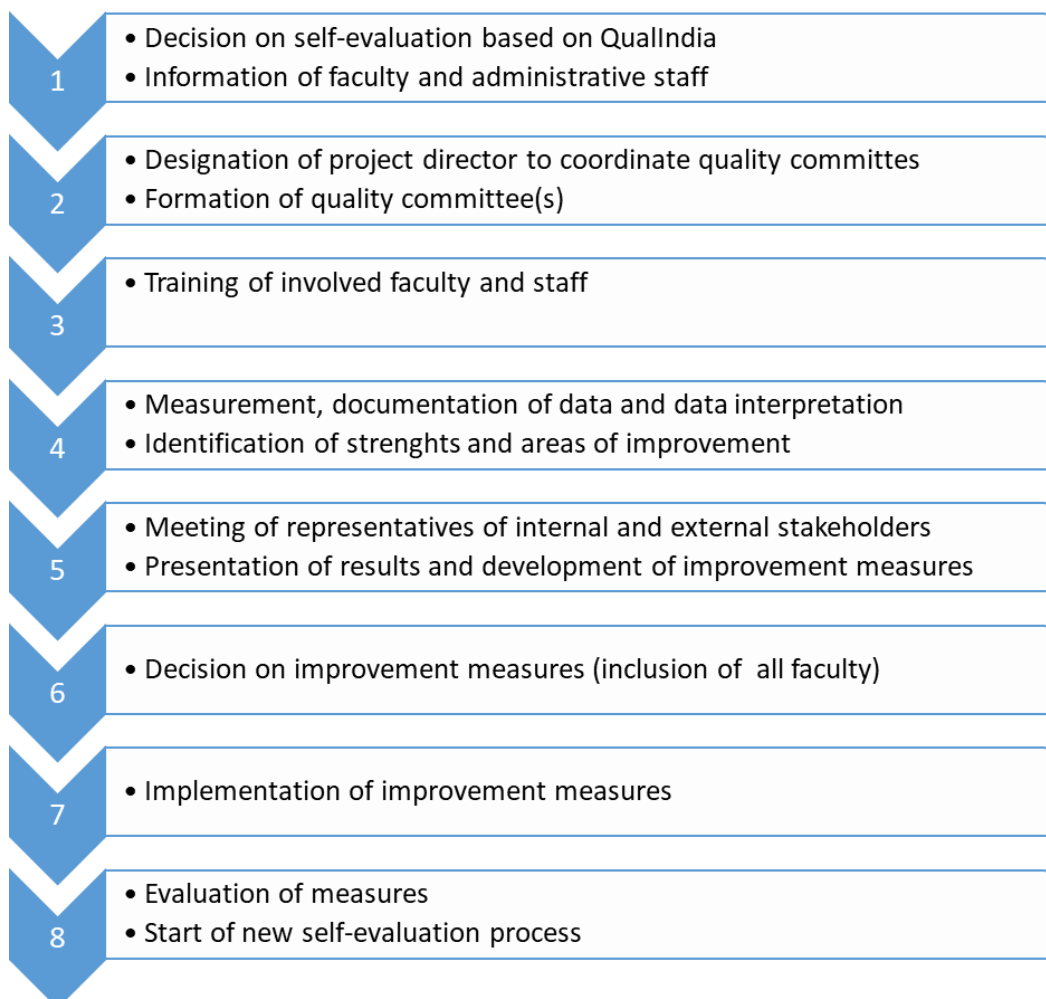 1
• Decision on self-evaluation based on QualIndia
• Information of faculty and administrative staff
2
• Designation of project director to coordinate quality committes
• Formation of quality committee(s)
3
• Training of involved faculty and staff
4
• Measurement, documentation of data and data interpretation
• Identification of strenghts and areas of improvement
5
• Meeting of representatives of internal and external stakeholders
• Presentation of results and development of improvement measures
6
• Decision on improvement measures (inclusion of all faculty)
7
• Implementation of improvement measures
8
• Evaluation of measures
• Start of new self-evaluation process